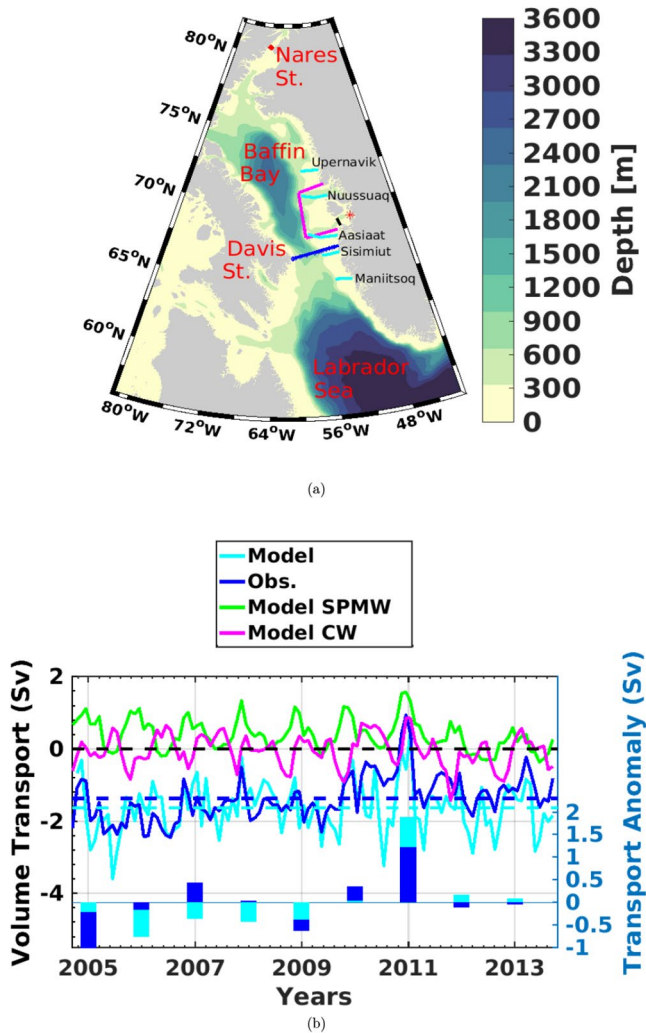 80°N
75°N
70°N
65°N
60°N
80°W
72°W
64°W
56°W
48°W
Nares
St.
Baffin
Bay
Upernavik
Nuussuaq
Aasiaat
Davis
St.
Sisimiut
Maniitsoq
Labrador
Sea
3600
3300
3000
2700
2400
2100
1800
1500
1200
900
600
300
0
Depth [m]
(a)
Model
Obs.
Model SPMW
Model CW
Volume Transport (Sv)
2
0
-2
-4
2
1.5
1
0.5
0
-0.5
-1
Transport Anomaly (Sv)
2005
2007
2009
2011
2013
Years
(b)